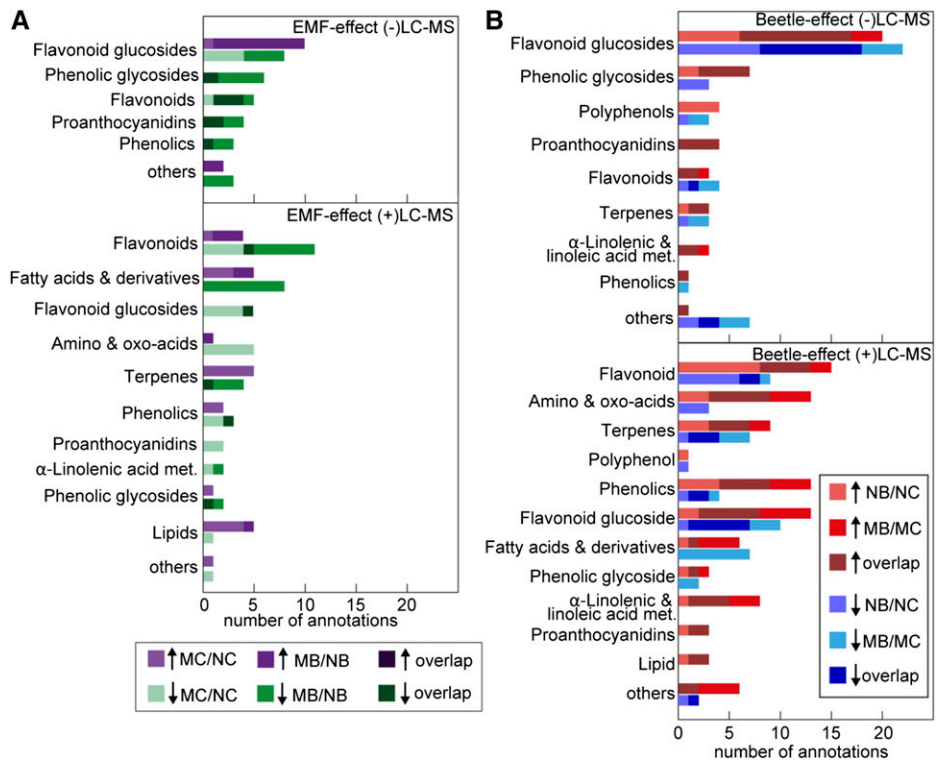 A
EMF-effect (-)LC-MS
Flavonoid glucosides
Phenolic glycosides
Flavonoids
Proanthocyanidins
Phenolics
others
EMF-effect (+)LC-MS
Flavonoids
Fatty acids & derivatives
Flavonoid glucosides
Amino & oxo-acids
Terpenes
Phenolics
Proanthocyanidins
α-Linolenic acid met.
Phenolic glycosides
Lipids
others
0 5 10 15 20
number of annotations
↑MC/NC ↑ MB/NB ↑ overlap
↓MC/NC ↓ MB/NB ↓ overlap
B
Beetle-effect (-)LC-MS
Flavonoid glucosides
Phenolic glycosides
Polyphenols
Proanthocyanidins
Flavonoids
Terpenes
α-Linolenic &
linoleic acid met.
Phenolics
others
Beetle-effect (+)LC-MS
Flavonoid
Amino & oxo-acids
Terpenes
Polyphenol
Phenolics
Flavonoid glucoside
Fatty acids & derivatives
Phenolic glycoside
α-Linolenic &
linoleic acid met.
Proanthocyanidins
Lipid
others
0 5 10 15 20
number of annotations
↑ NB/NC
↑ MB/MC
↑ overlap
↓ NB/NC
↓ MB/MC
↓overlap